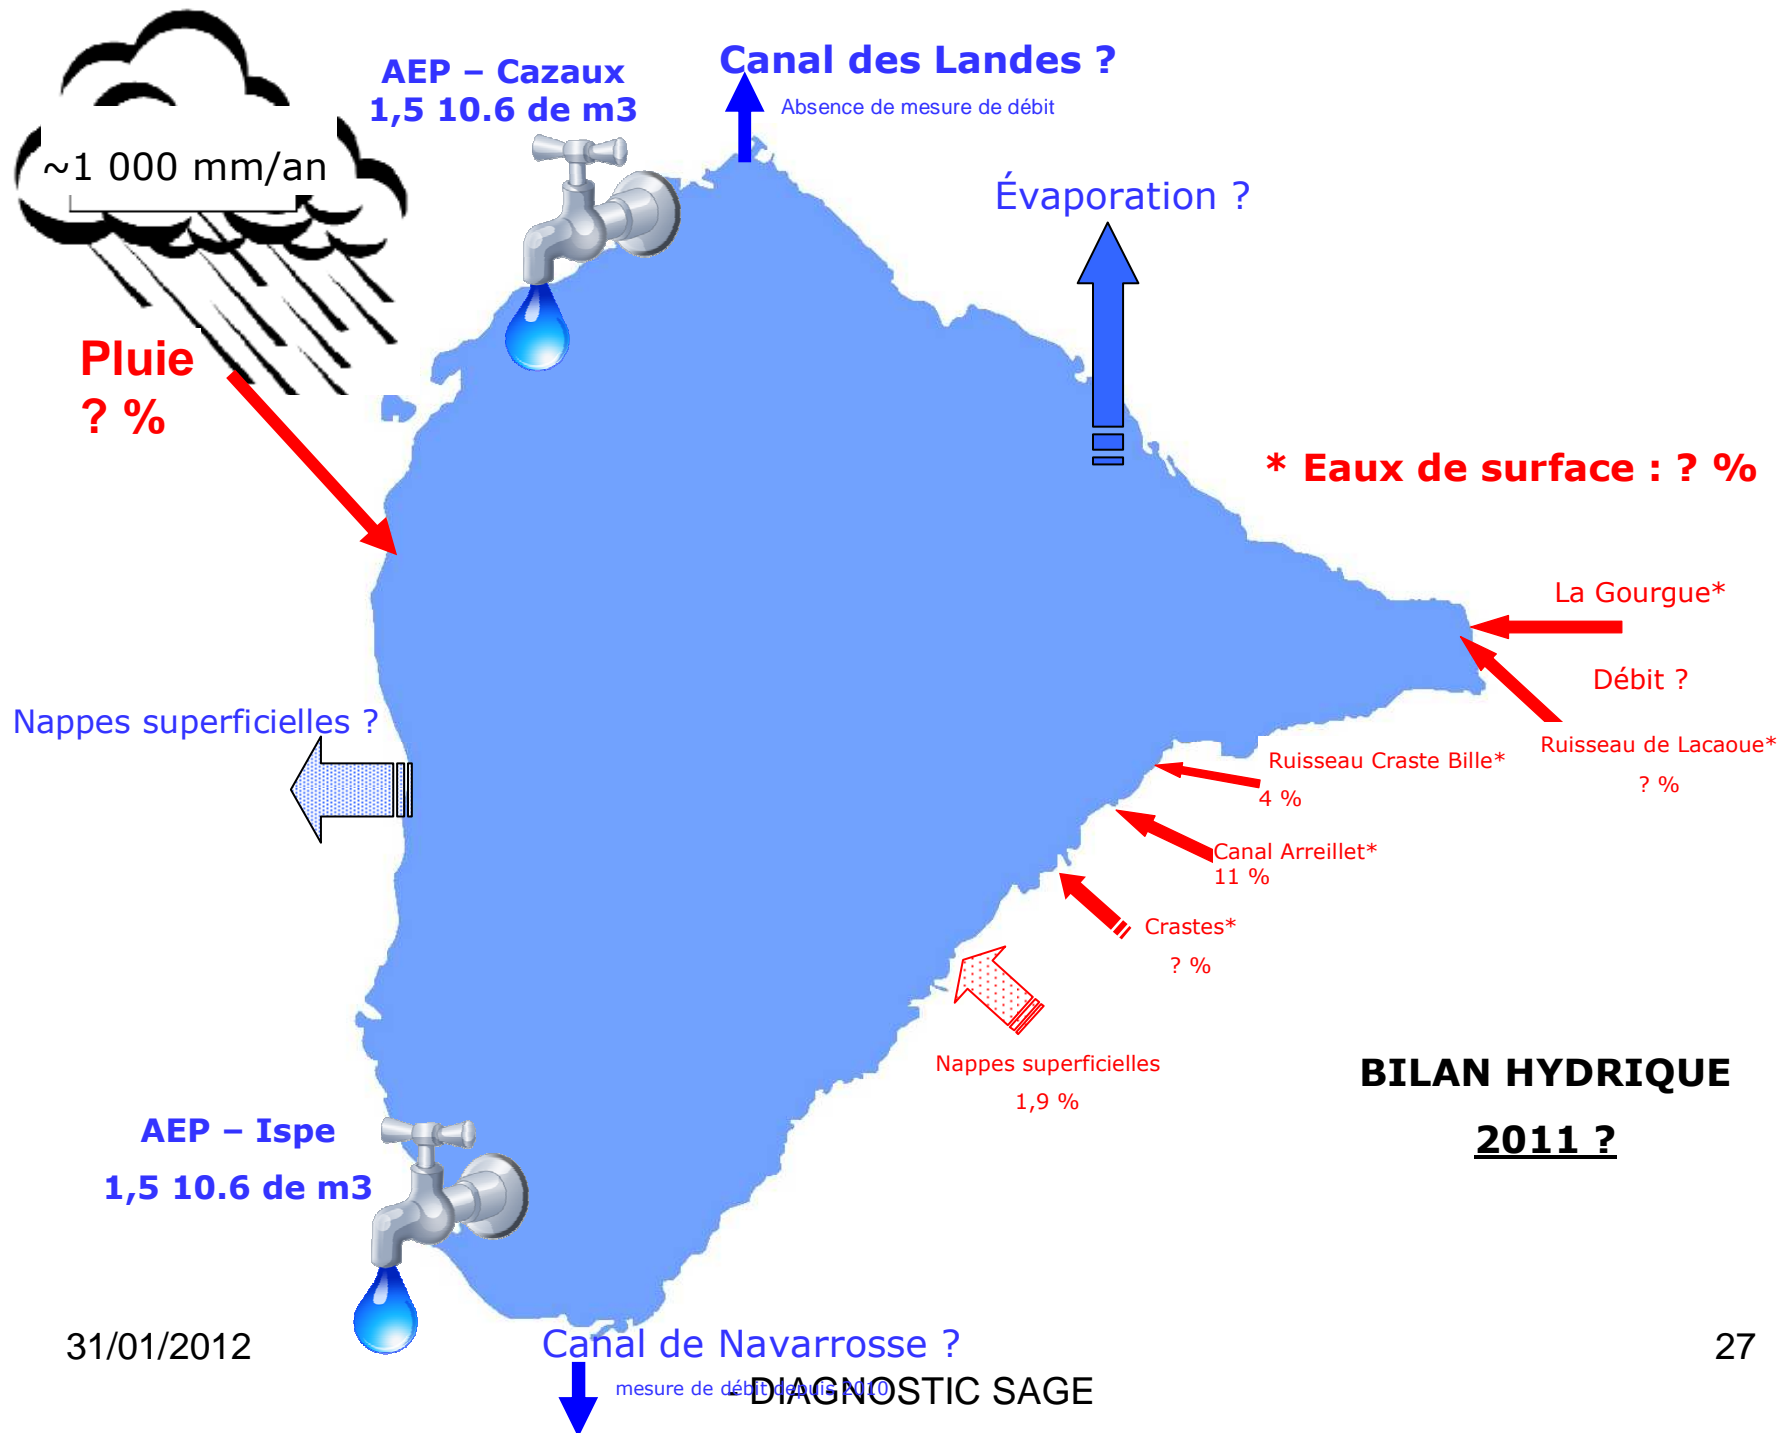 AEP – Cazaux
1,5 10.6 de m3
Canal des Landes ?
Absence de mesure de débit
~1 000 mm/an
Évaporation ?
Pluie
? %
* Eaux de surface : ? %
La Gourgue*
Débit ?
Nappes superficielles ?
Ruisseau de Lacaoue*
? %
Ruisseau Craste Bille*
4 %
Canal Arreillet*
11 %
Crastes*
? %
Nappes superficielles
1,9 %
BILAN HYDRIQUE
2011 ?
AEP – Ispe
1,5 10.6 de m3
31/01/2012
Canal de Navarrosse ?
27
mesure de débit depuis 2010
- DIAGNOSTIC SAGE